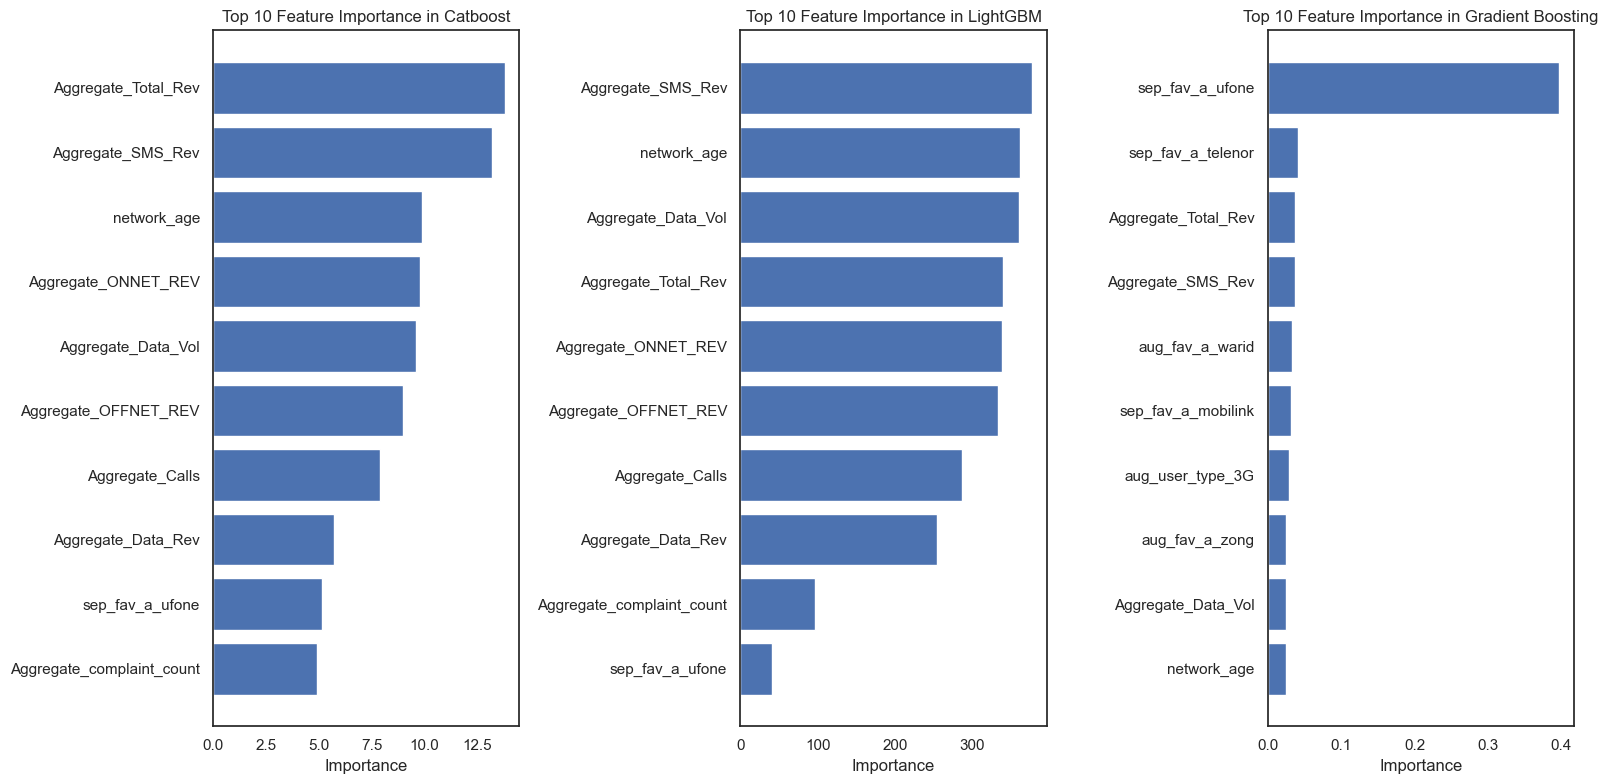 Top 10 Feature Importance in Catboost
Aggregate_Total_Rev
Aggregate_SMS_Rev
network_age
Aggregate_ONNET_REV
Aggregate_Data_Vol
Aggregate_OFFNET_REV
Aggregate_Calls
Aggregate_Data_Rev
sep_fav_a_ufone
Aggregate_complaint_count
0.0 2.5 5.0 7.5 10.0 12.5
Importance
Top 10 Feature Importance in LightGBM
Aggregate_SMS_Rev
network_age
Aggregate_Data_Vol
Aggregate_Total_Rev
Aggregate_ONNET_REV
Aggregate_OFFNET_REV
Aggregate_Calls
Aggregate_Data_Rev
Aggregate_complaint_count
sep_fav_a_ufone
0 100 200 300
Importance
Top 10 Feature Importance in Gradient Boosting
sep_fav_a_ufone
sep_fav_a_telenor
Aggregate_Total_Rev
Aggregate_SMS_Rev
aug_fav_a_warid
sep_fav_a_mobilink
aug_user_type_3G
aug_fav_a_zong
Aggregate_Data_Vol
network_age
0.0 0.1 0.2 0.3 0.4
Importance